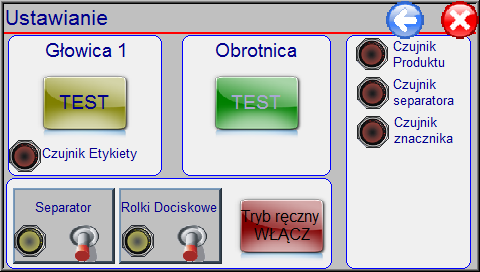 Ustawianie
Głowica 1
TEST
Czujnik Etykiety
Obrotnica
TEST
Czujnik
Produktu
Czujnik
separatora
Czujnik
znacznika
Separator
Rolki Dociskowe
Tryb ręczny
WŁĄCZ